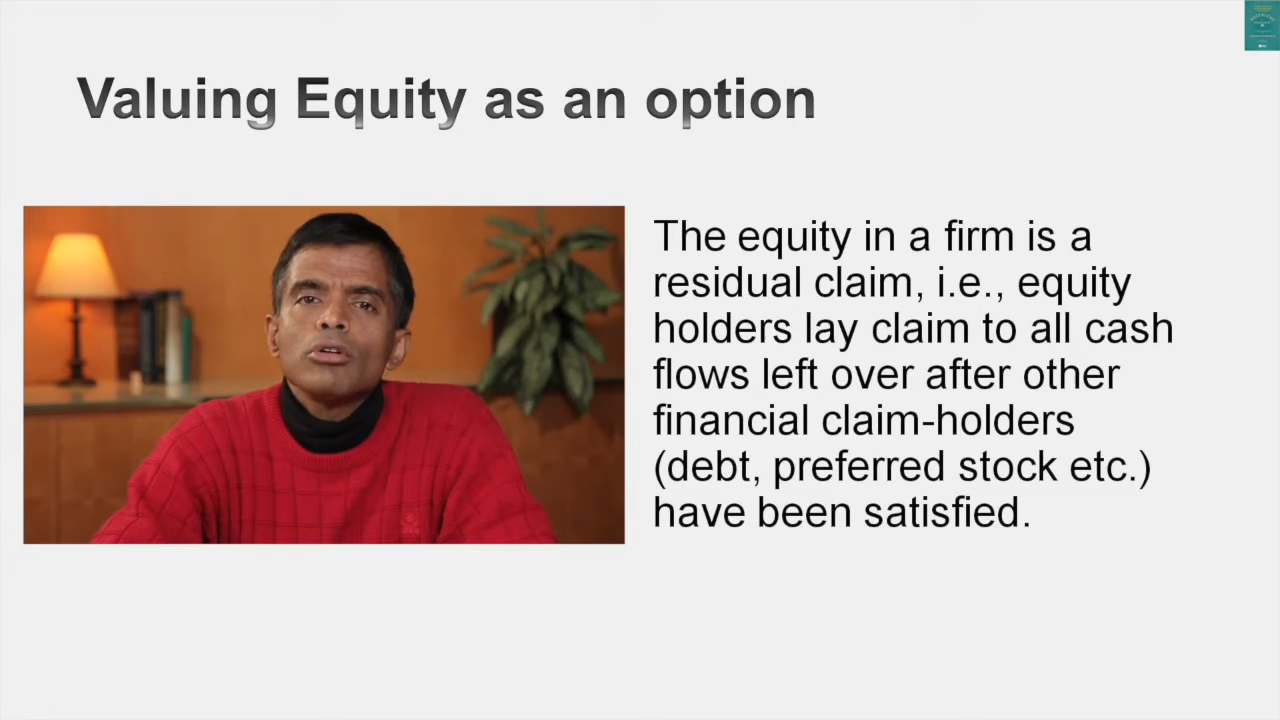 Valuing Equity as an option
The equity in a firm is a
residual claim, i.e., equity
holders lay claim to all cash
flows left over after other
financial claim-holders
(debt, preferred stock etc.)
have been satisfied.